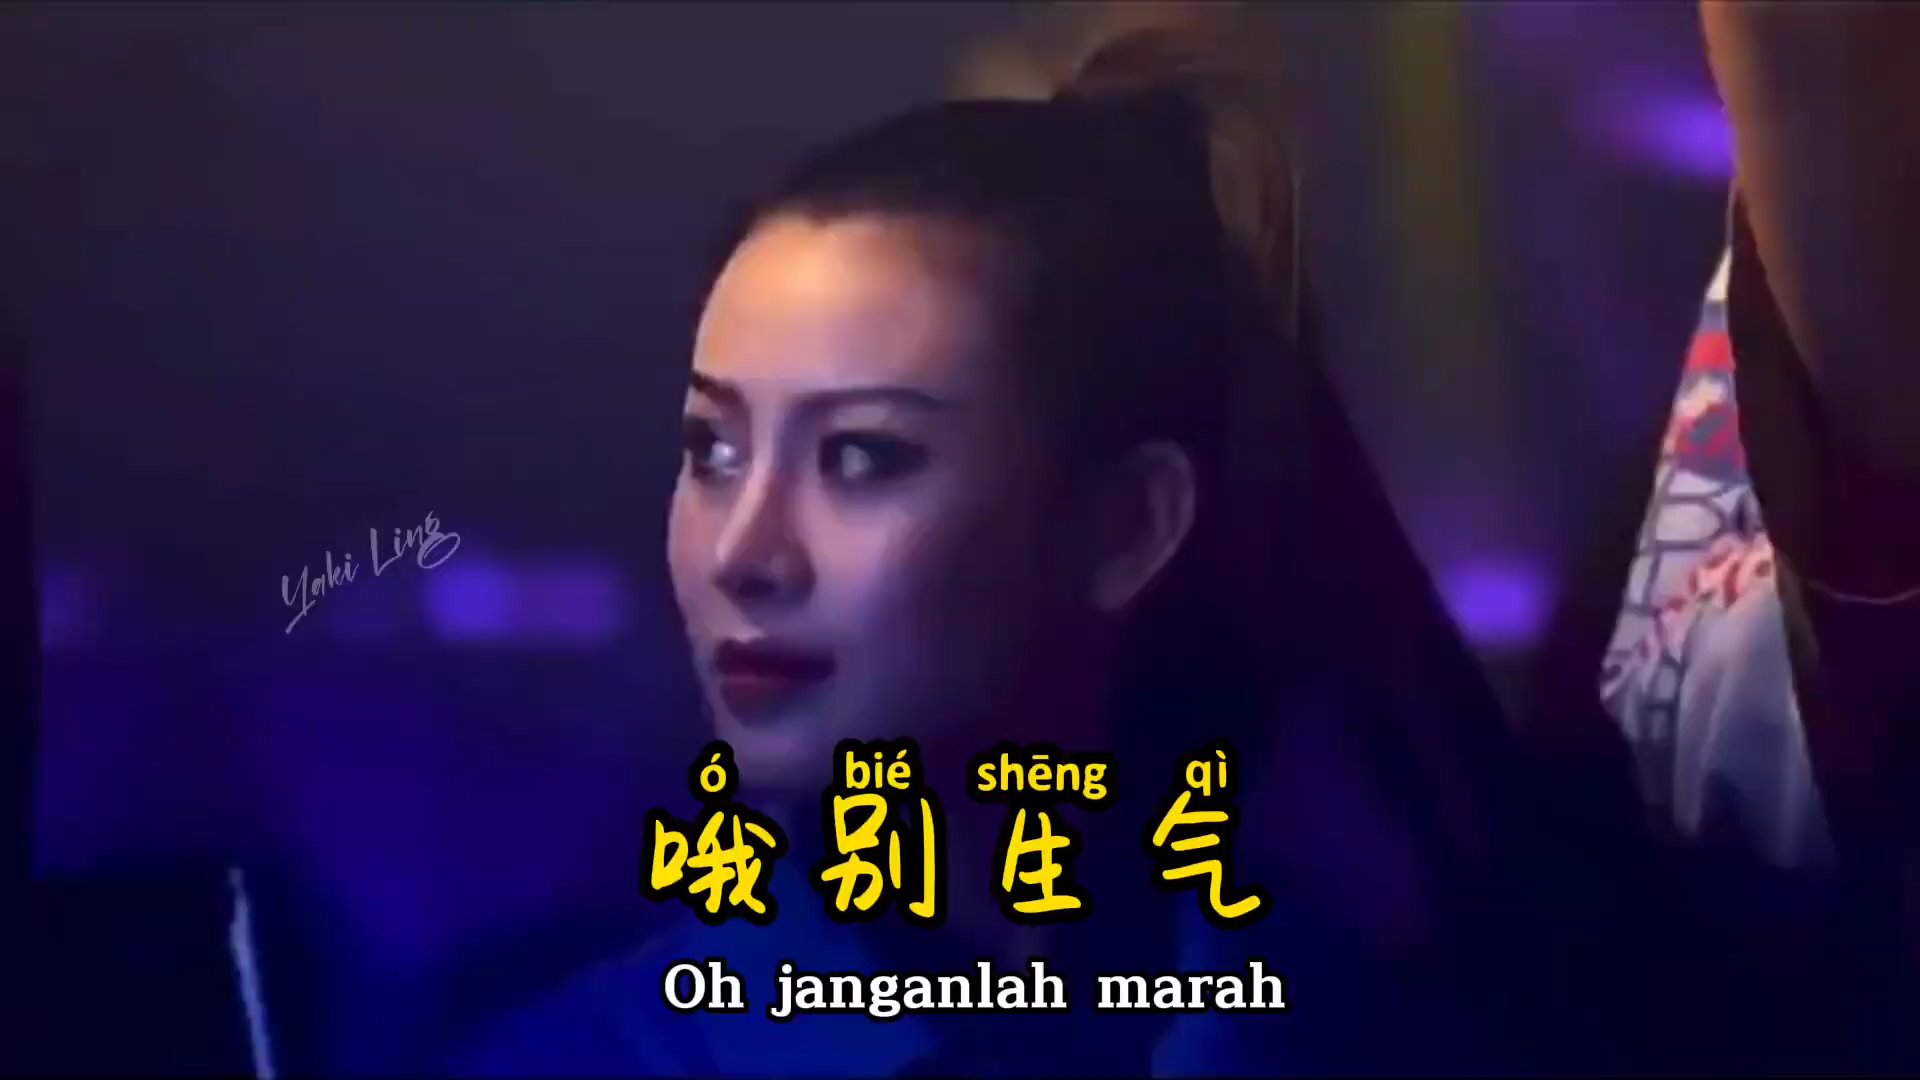 Yaki Ling
ó bié shēng qì
哦别生气
Oh janganlah marah